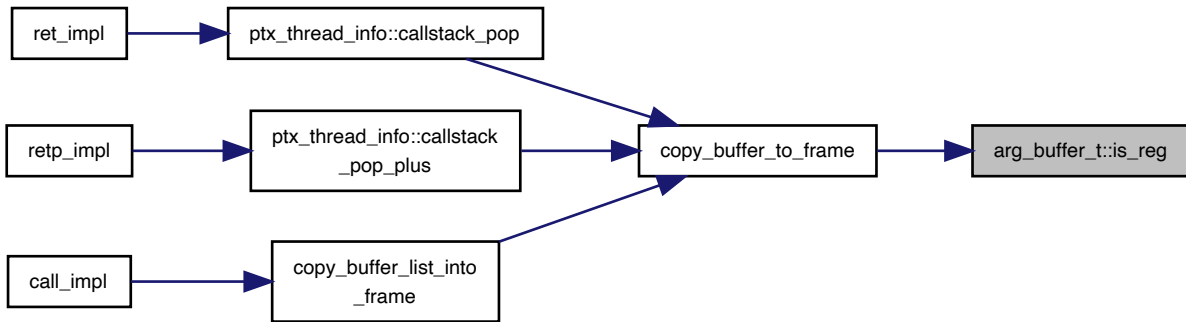 ret_impl
ptx_thread_info::callstack_pop
retp_impl
ptx_thread_info::callstack
_pop_plus
copy_buffer_to_frame
arg_buffer_t::is_reg
call_impl
copy_buffer_list_into
_frame